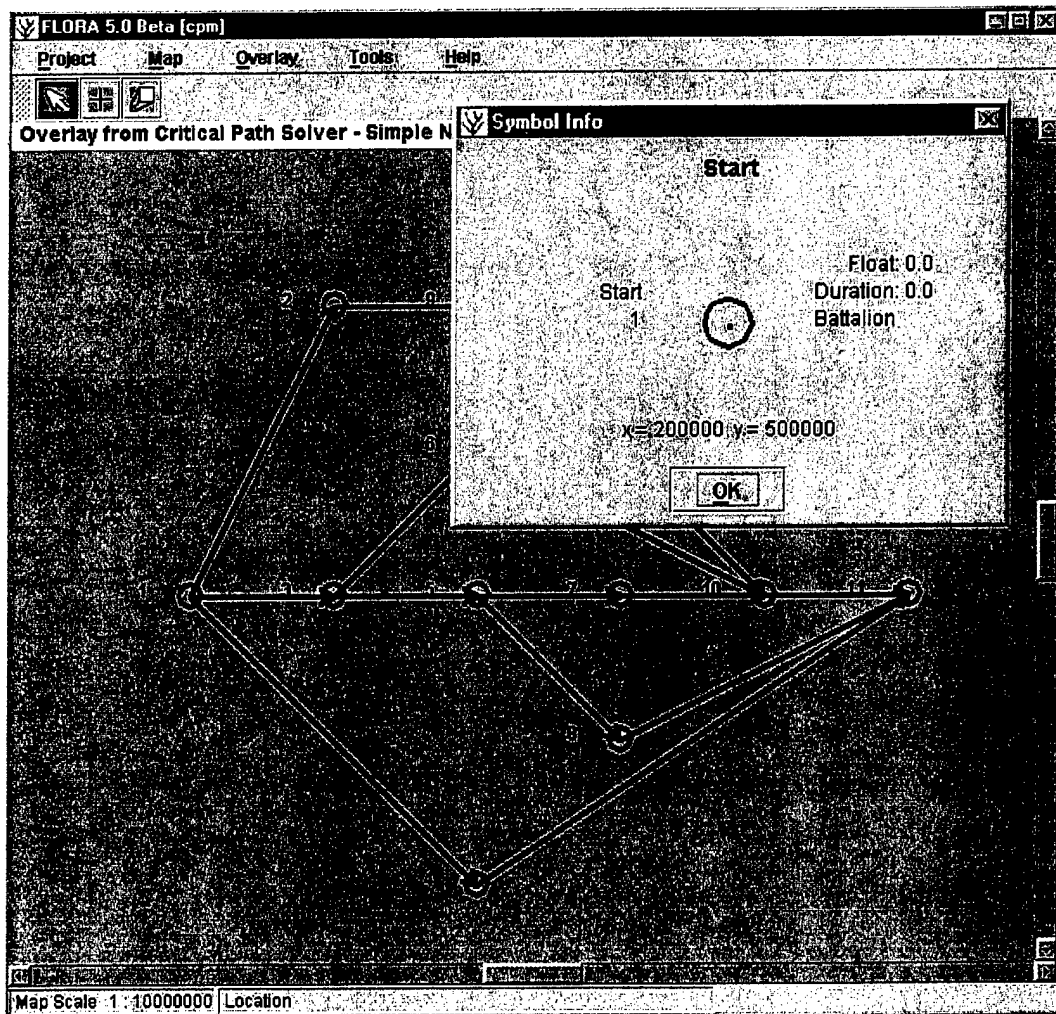 FLORA 5.0 Beta [cpm]
Project Map Overlay Tools Help
Overlay from Critical Path Solver - Simple N
Symbol Info
Start
Float: 0.0
Start
Duration: 0.0
1
Battalion
x= 200000 y= 500000
OK
2
6
7
Map Scale 1 : 10000000 Location